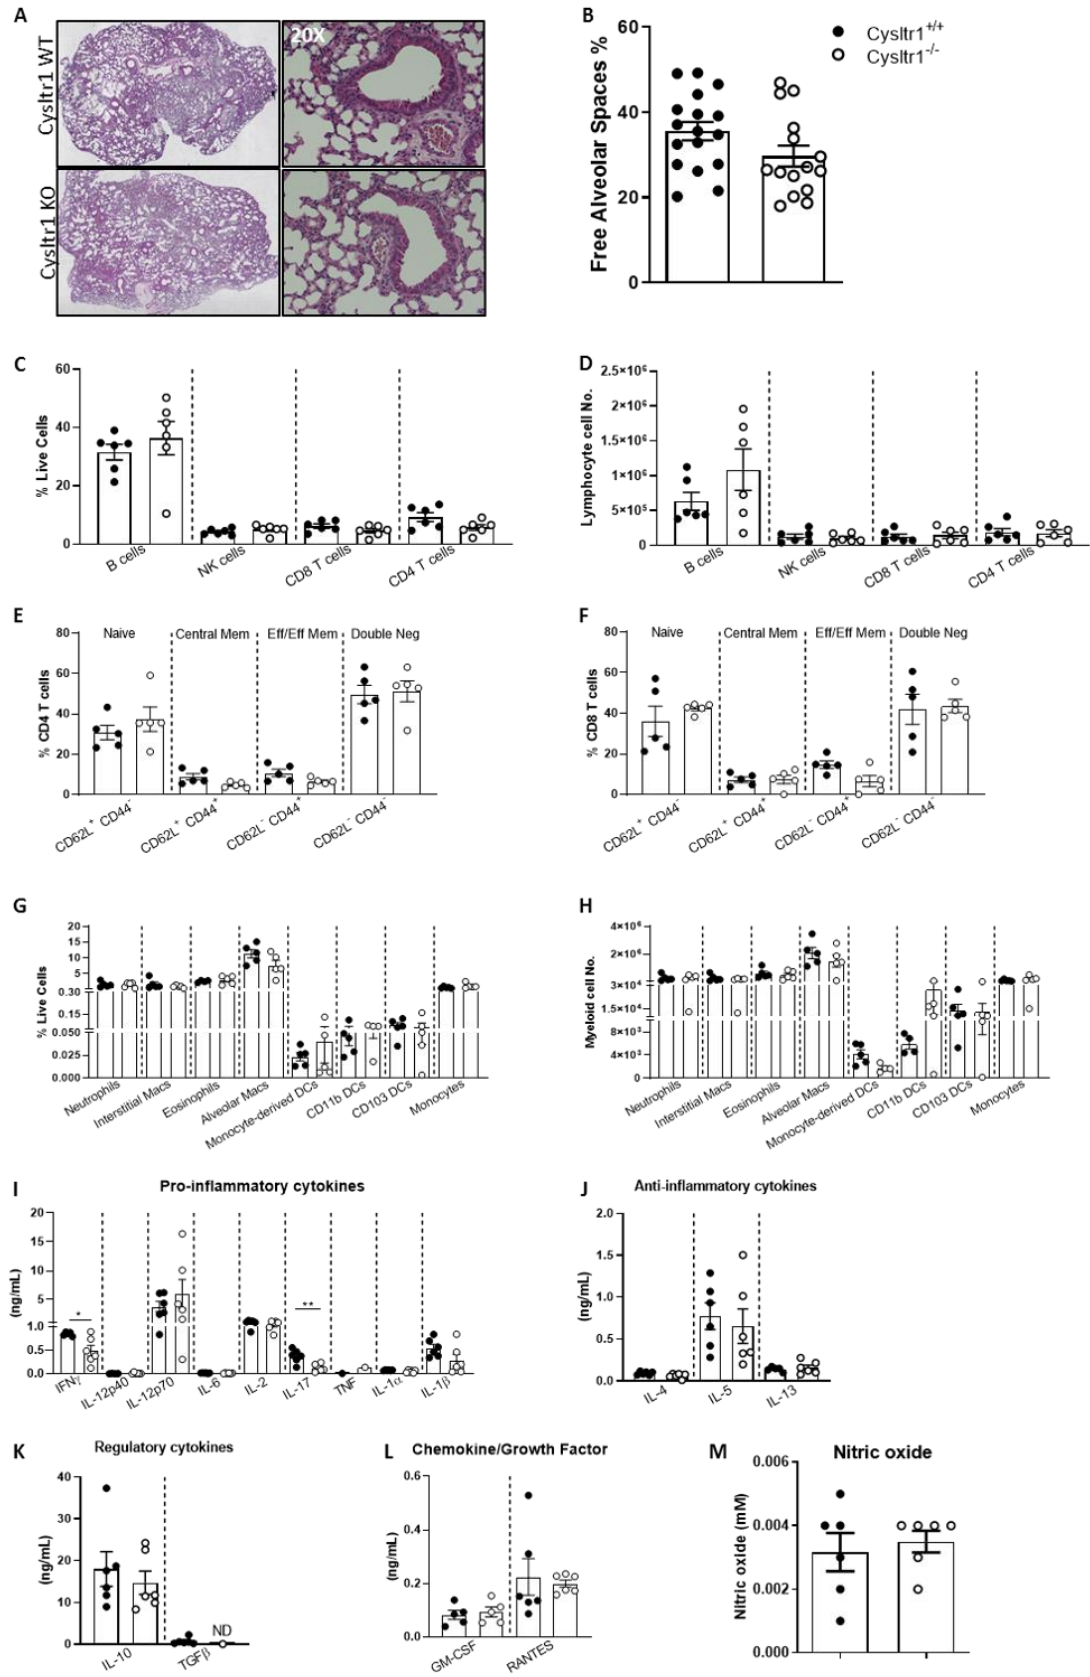 A
Cysltr1 WT
Cysltr1 KO
20X
B
Free Alveolar Spaces %
60
40
20
0
Cysltr1+/+
Cysltr1-/-
C
% Live Cells
60
40
20
0
B cells
NK cells
CD8 T cells
CD4 T cells
D
Lymphocyte cell No.
2.5×10⁶
2×10⁶
1.5×10⁶
1×10⁶
5×10⁵
0
B cells
NK cells
CD8 T cells
CD4 T cells
E
% CD4 T cells
80
60
40
20
0
Naive
Central Mem
Eff/Eff Mem
Double Neg
CD62L⁺ CD44⁻
CD62L⁺ CD44⁺
CD62L⁻ CD44⁺
CD62L⁻ CD44⁻
F
% CD8 T cells
80
60
40
20
0
Naive
Central Mem
Eff/Eff Mem
Double Neg
CD62L⁺ CD44⁻
CD62L⁺ CD44⁺
CD62L⁻ CD44⁺
CD62L⁻ CD44⁻
G
% Live Cells
20
15
10
5
0.30
0.15
0.050
0.025
0.000
Neutrophils
Interstitial Macs
Eosinophils
Alveolar Macs
Monocyte-derived DCs
CD11b DCs
CD103 DCs
Monocytes
H
Myeloid cell No.
4×10⁶
2×10⁶
3×10⁴
1.5×10⁴
8×10³
4×10³
0
Neutrophils
Interstitial Macs
Eosinophils
Alveolar Macs
Monocyte-derived DCs
CD11b DCs
CD103 DCs
Monocytes
I
Pro-inflammatory cytokines
(ng/mL)
20
15
10
5
1.0
0.5
0.0
*
**
IFNγ
IL-12p40
IL-12p70
IL-6
IL-2
IL-17
TNF
IL-1α
IL-1β
J
Anti-inflammatory cytokines
(ng/mL)
2.0
1.5
1.0
0.5
0.0
IL-4
IL-5
IL-13
K
Regulatory cytokines
(ng/mL)
40
30
20
10
0
ND
IL-10
TGFβ
L
Chemokine/Growth Factor
(ng/mL)
0.6
0.4
0.2
0.0
GM-CSF
RANTES
M
Nitric oxide
Nitric oxide (mM)
0.006
0.004
0.002
0.000